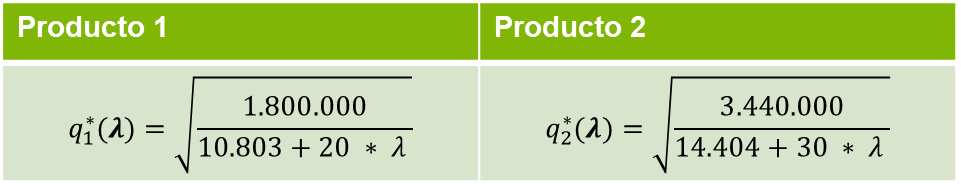 Producto 1
Producto 2
q₁*(λ) = √(1.800.000 / (10.803 + 20 * λ))
q₂*(λ) = √(3.440.000 / (14.404 + 30 * λ))